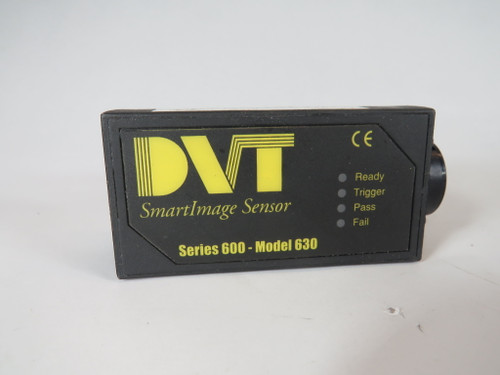 DVT
CE
SmartImage Sensor
Ready
Trigger
Pass
Fail
Series 600 - Model 630